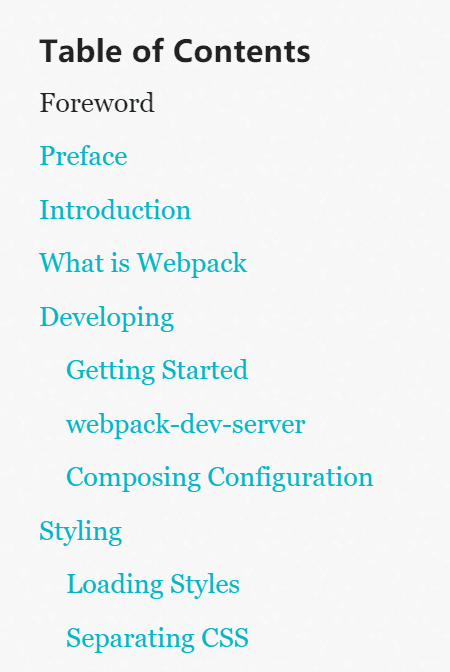 Table of Contents
Foreword
Preface
Introduction
What is Webpack
Developing
Getting Started
webpack-dev-server
Composing Configuration
Styling
Loading Styles
Separating CSS